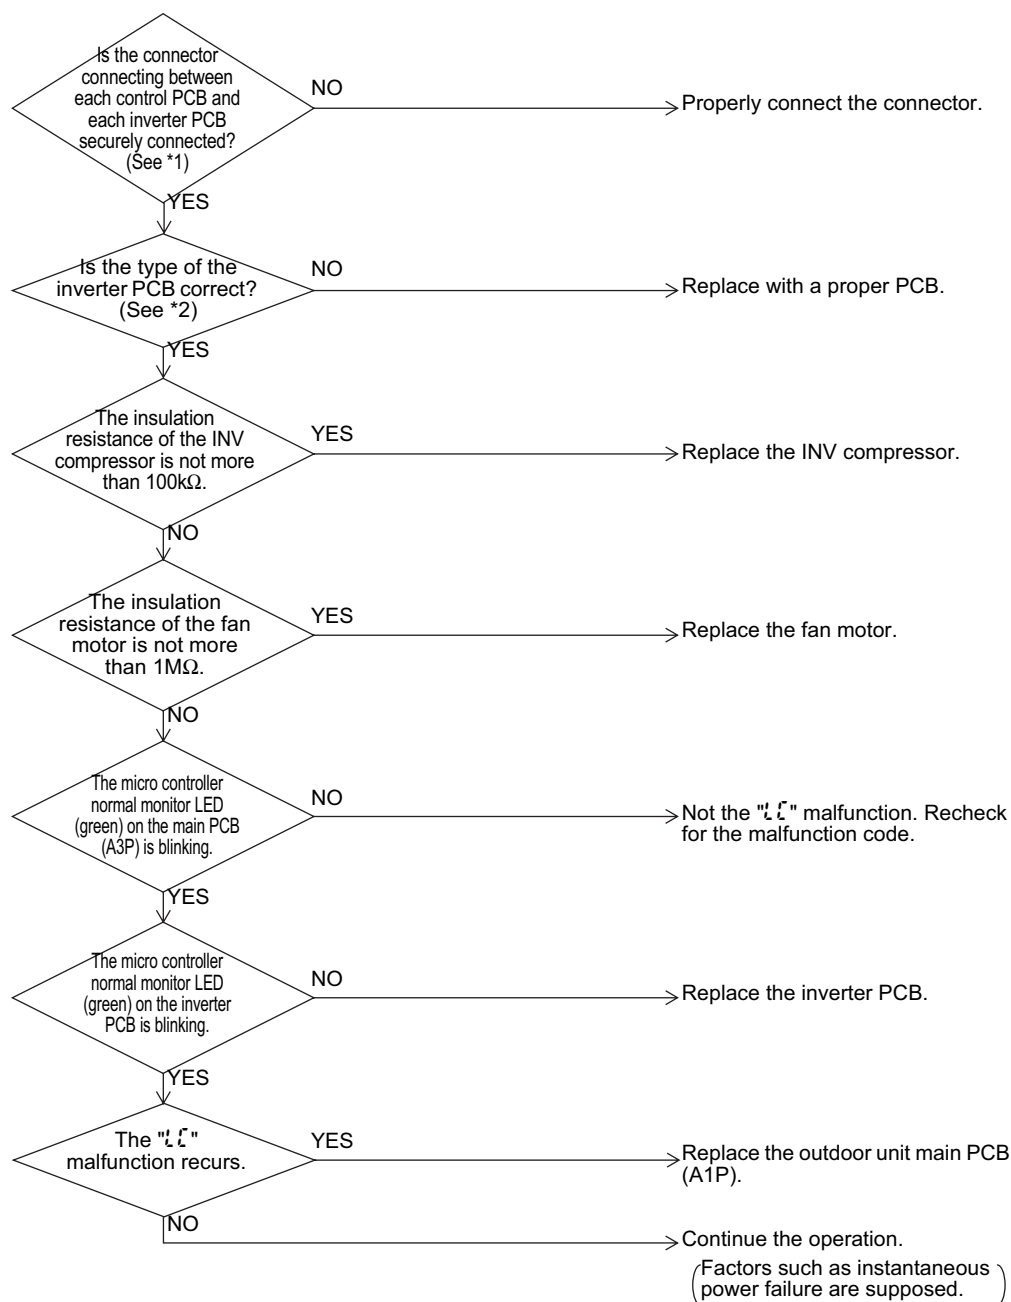 Is the connector
connecting between
each control PCB and
each inverter PCB
securely connected?
(See *1)
NO
Properly connect the connector.
YES
Is the type of the
inverter PCB correct?
(See *2)
NO
Replace with a proper PCB.
YES
The insulation
resistance of the INV
compressor is not more
than 100kΩ.
YES
Replace the INV compressor.
NO
The insulation
resistance of the fan
motor is not more
than 1MΩ.
YES
Replace the fan motor.
NO
The micro controller
normal monitor LED
(green) on the main PCB
(A3P) is blinking.
NO
Not the "LC" malfunction. Recheck
for the malfunction code.
YES
The micro controller
normal monitor LED
(green) on the inverter
PCB is blinking.
NO
Replace the inverter PCB.
YES
The "LC"
malfunction recurs.
YES
Replace the outdoor unit main PCB
(A1P).
NO
Continue the operation.
(Factors such as instantaneous
power failure are supposed.)